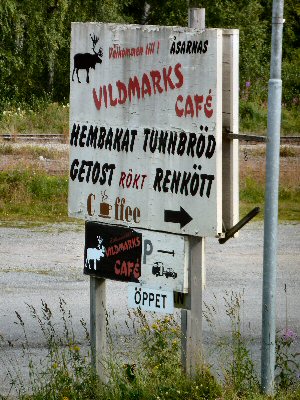 Välkommen till! ÅSARNAS
VILDMARKS
CAFÉ
HEMBAKAT TUNNBRÖD
GETOST RÖKT RENKÖTT
Coffee
VILDMARKS
CAFÉ
P
ÖPPET